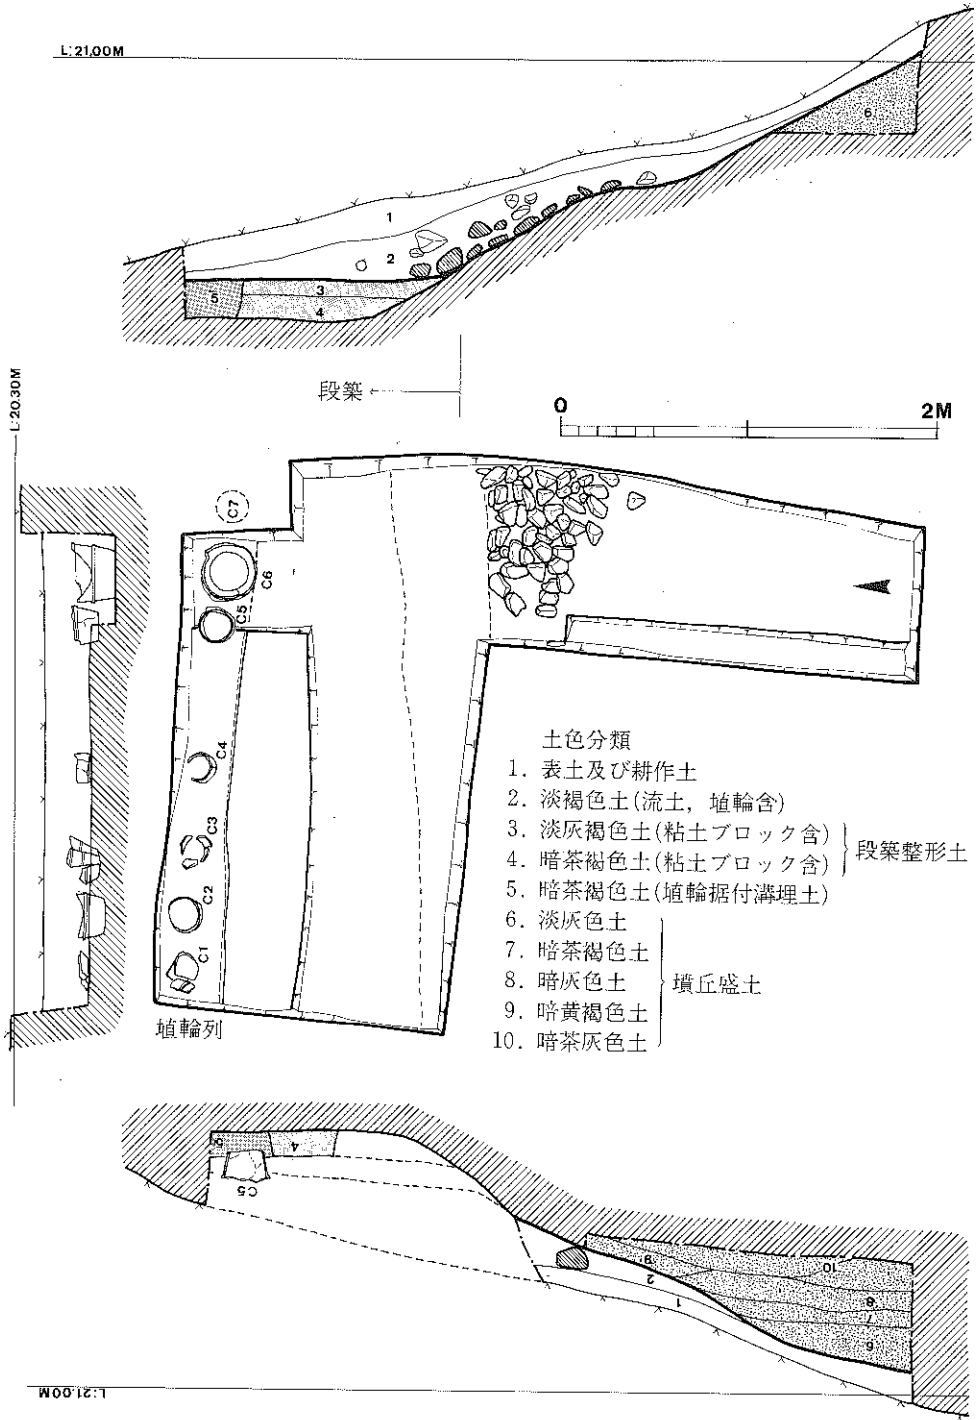 L:21,00M
6
1
2
3
5
4
段築
L:20.30M
0
2M
C7
C6
C5
C4
C3
C2
C1
埴輪列
土色分類
1. 表土及び耕作土
2. 淡褐色土(流土, 埴輪含)
3. 淡灰褐色土(粘土ブロック含)
4. 暗茶褐色土(粘土ブロック含)
段築整形土
5. 暗茶褐色土(埴輪据付溝埋土)
6. 淡灰色土
7. 暗茶褐色土
8. 暗灰色土
9. 暗黄褐色土
10. 暗茶灰色土
墳丘盛土
5
4
C5
9
10
2
8
1
7
6
L:21.00M